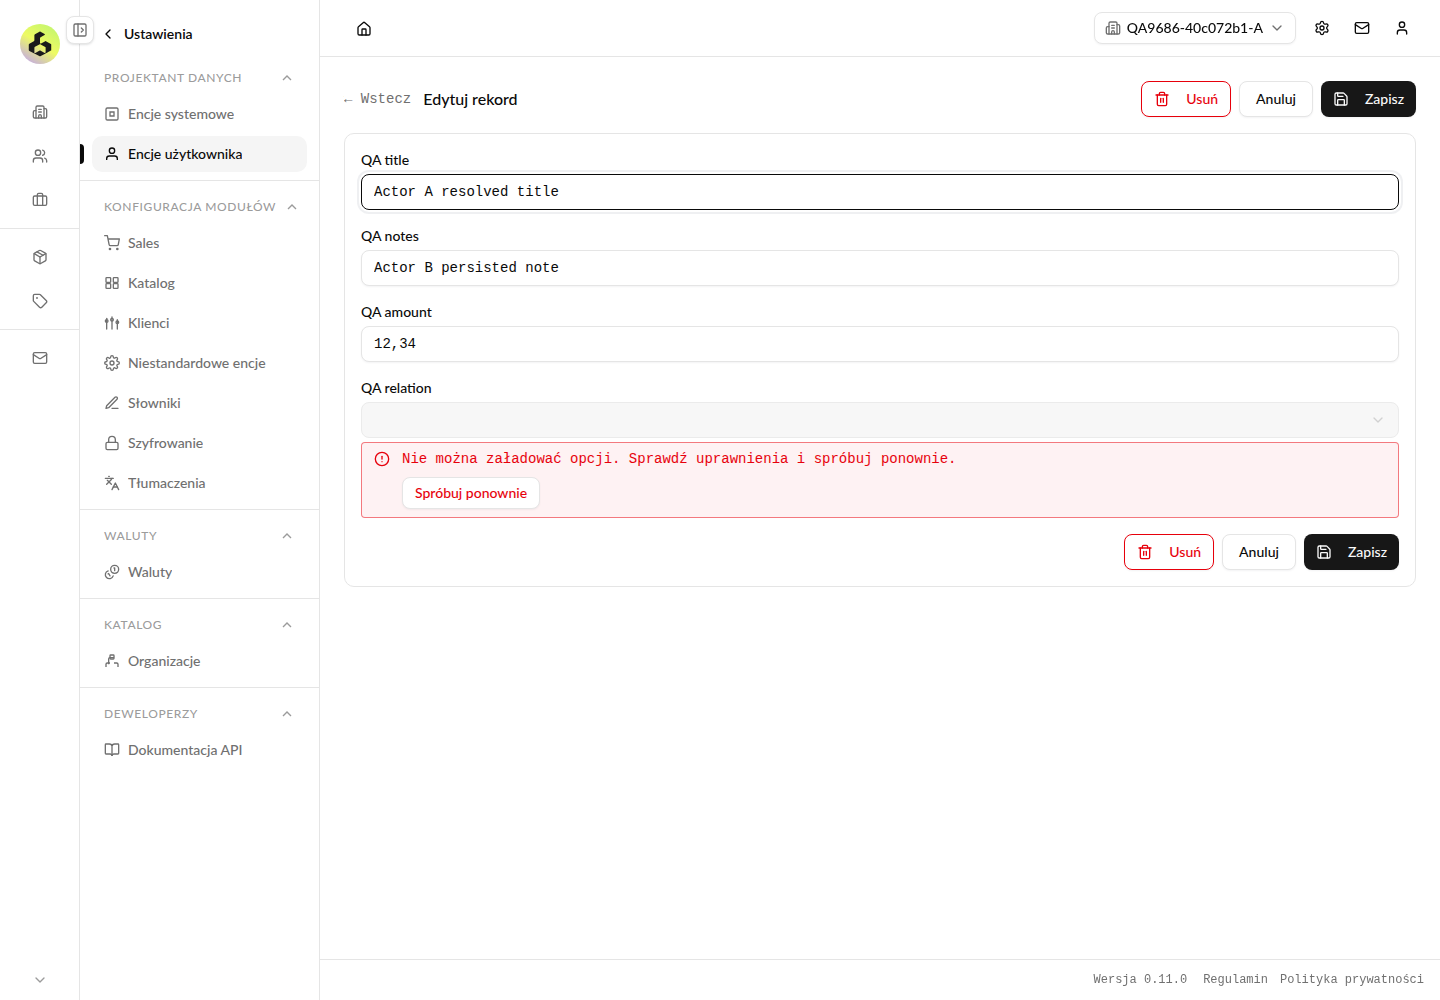 Ustawienia
PROJEKTANT DANYCH
Encje systemowe
Encje użytkownika
KONFIGURACJA MODUŁÓW
Sales
Katalog
Klienci
Niestandardowe encje
Słowniki
Szyfrowanie
Tłumaczenia
WALUTY
Waluty
KATALOG
Organizacje
DEWELOPERZY
Dokumentacja API
QA9686-40c072b1-A
← Wstecz Edytuj rekord
Usuń Anuluj Zapisz
QA title
Actor A resolved title
QA notes
Actor B persisted note
QA amount
12,34
QA relation
Nie można załadować opcji. Sprawdź uprawnienia i spróbuj ponownie.
Spróbuj ponownie
Usuń Anuluj Zapisz
Wersja 0.11.0 Regulamin Polityka prywatności